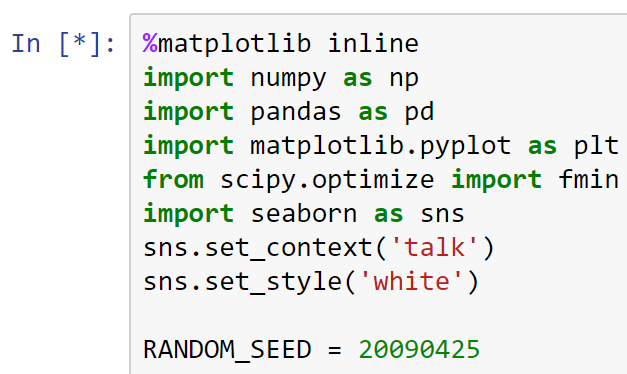 In [*]: %matplotlib inline
import numpy as np
import pandas as pd
import matplotlib.pyplot as plt
from scipy.optimize import fmin
import seaborn as sns
sns.set_context('talk')
sns.set_style('white')
RANDOM_SEED = 20090425